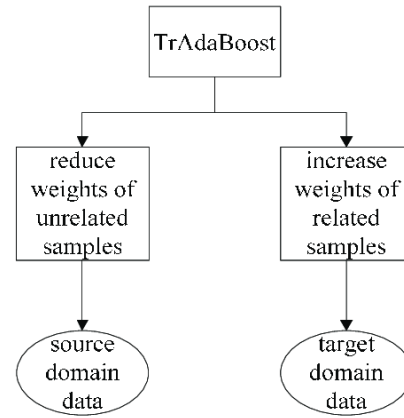 TrAdaBoost
reduce
weights of
unrelated
samples
increase
weights of
related
samples
source
domain
data
target
domain
data